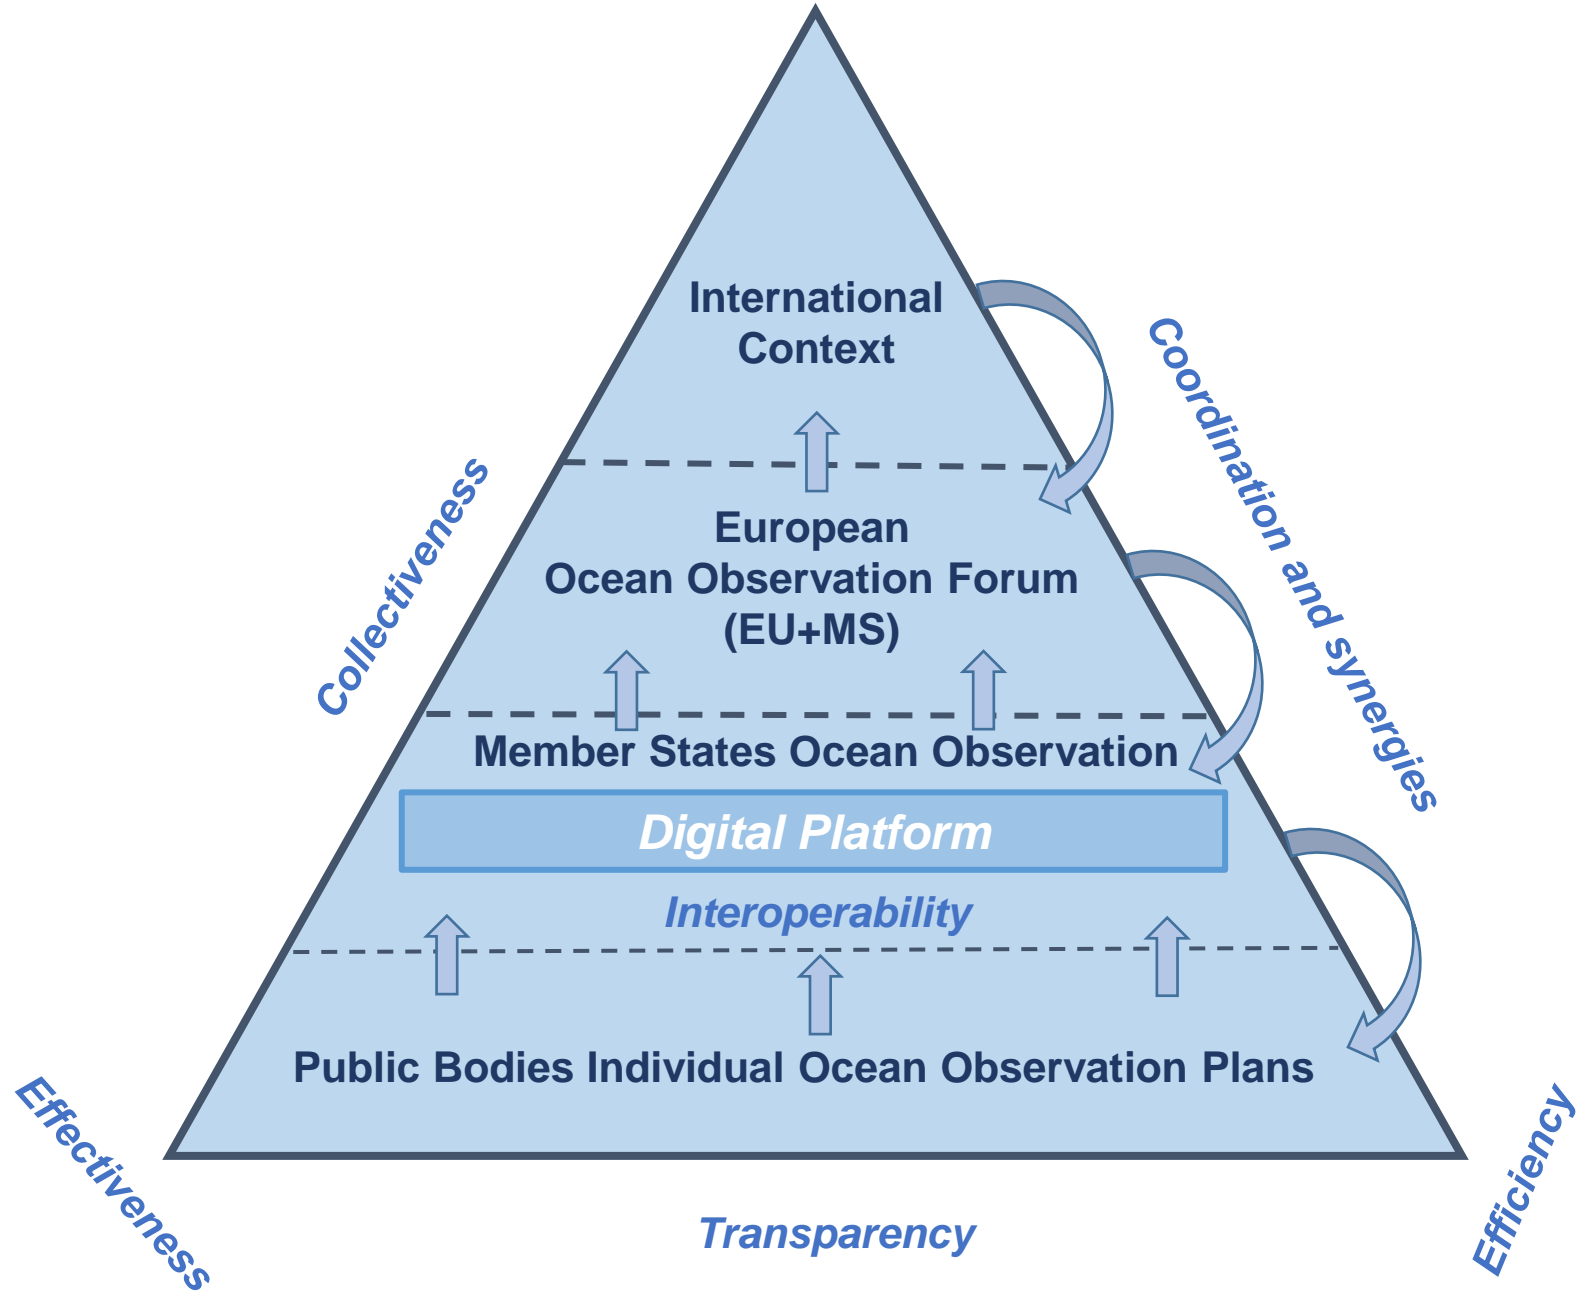 International
Context
Coordination and synergies
Collectiveness
European
Ocean Observation Forum
(EU+MS)
Member States Ocean Observation
Digital Platform
Interoperability
Public Bodies Individual Ocean Observation Plans
Effectiveness
Efficiency
Transparency